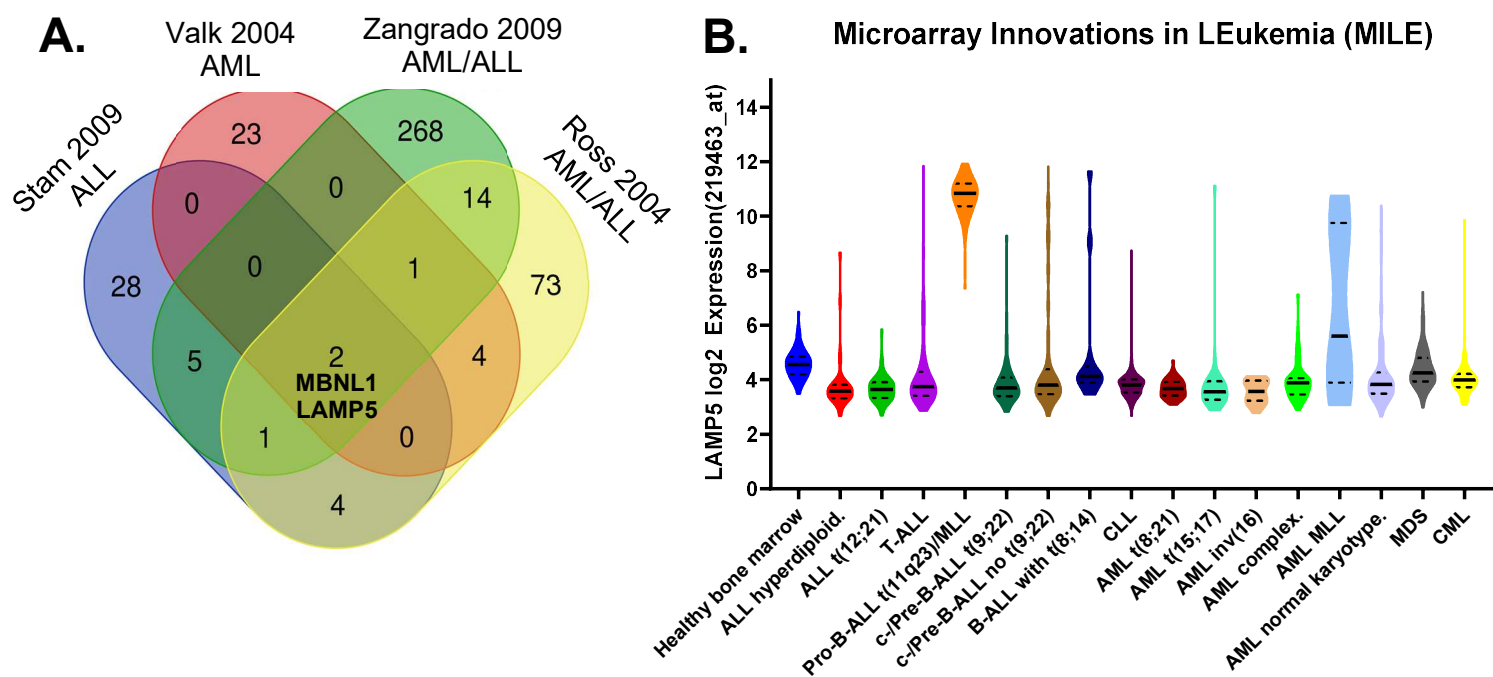 A.
Valk 2004
AML
Zangrado 2009
AML/ALL
Stam 2009
ALL
Ross 2004
AML/ALL
23
268
0
0
14
28
0
1
73
5
2
4
MBNL1
LAMP5
1
0
4
B.
Microarray Innovations in LEukemia (MILE)
LAMP5 log2 Expression(219463_at)
14
12
10
8
6
4
2
0
Healthy bone marrow
ALL hyperdiploid.
ALL t(12;21)
T-ALL
Pro-B-ALL t(11q23)/MLL
c-/Pre-B-ALL t(9;22)
c-/Pre-B-ALL no t(9;22)
B-ALL with t(8;14)
CLL
AML t(8;21)
AML t(15;17)
AML inv(16)
AML complex.
AML MLL
AML normal karyotype.
MDS
CML